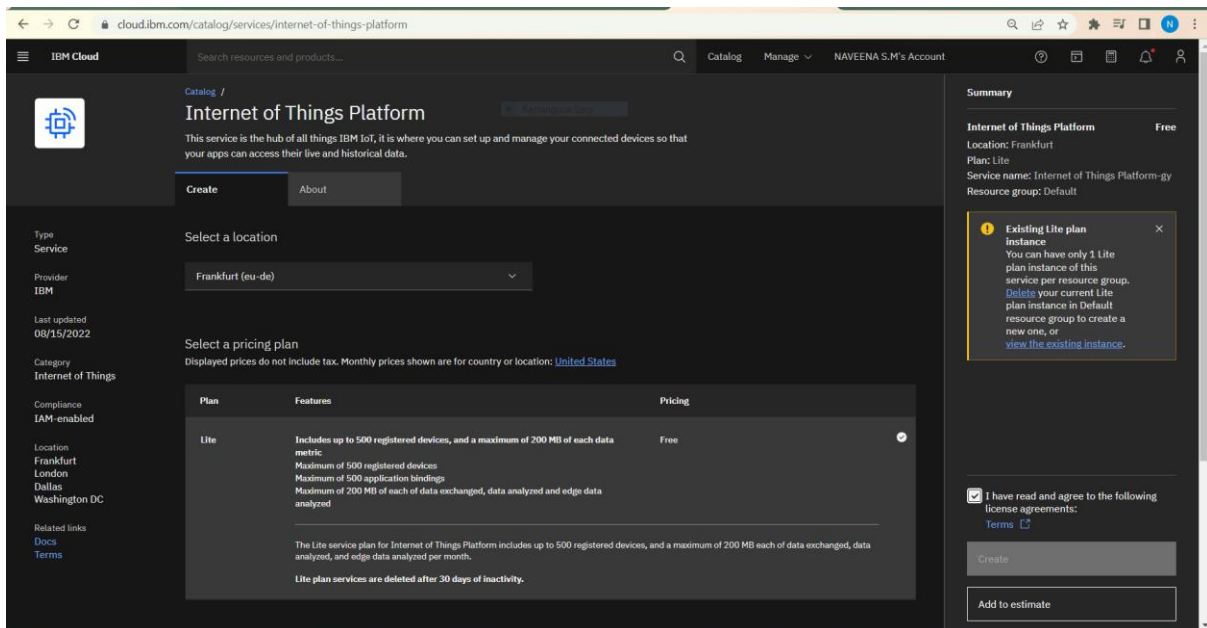 cloud.ibm.com/catalog/services/internet-of-things-platform
N
IBM Cloud
Search resources and products...
Catalog
Manage
NAVEENA S.M's Account
Catalog /
Internet of Things Platform
This service is the hub of all things IBM IoT, it is where you can set up and manage your connected devices so that
your apps can access their live and historical data.
Create
About
Type
Service
Provider
IBM
Last updated
08/15/2022
Category
Internet of Things
Compliance
IAM-enabled
Location
Frankfurt
London
Dallas
Washington DC
Related links
Docs
Terms
Select a location
Frankfurt (eu-de)
Select a pricing plan
Displayed prices do not include tax. Monthly prices shown are for country or location: United States
Plan
Features
Pricing
Lite
Includes up to 500 registered devices, and a maximum of 200 MB of each data
metric
Maximum of 500 registered devices
Maximum of 500 application bindings
Maximum of 200 MB of each of data exchanged, data analyzed and edge data
analyzed
Free
The Lite service plan for Internet of Things Platform includes up to 500 registered devices, and a maximum of 200 MB each of data exchanged, data
analyzed, and edge data analyzed per month.
Lite plan services are deleted after 30 days of inactivity.
Summary
Internet of Things Platform Free
Location: Frankfurt
Plan: Lite
Service name: Internet of Things Platform-gy
Resource group: Default
Existing Lite plan
instance
You can have only 1 Lite
plan instance of this
service per resource group.
Delete your current Lite
plan instance in Default
resource group to create a
new one, or
view the existing instance.
I have read and agree to the following
license agreements:
Terms
Create
Add to estimate